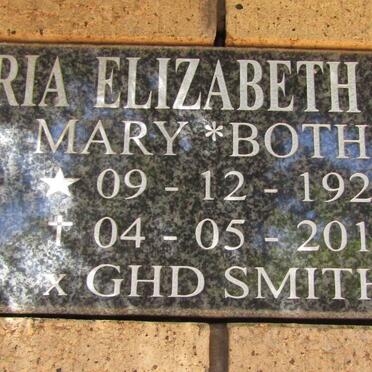 RIA ELIZABETH
MARY *BOTH
★ 09 - 12 - 192
† 04 - 05 - 201
x GHD SMITH